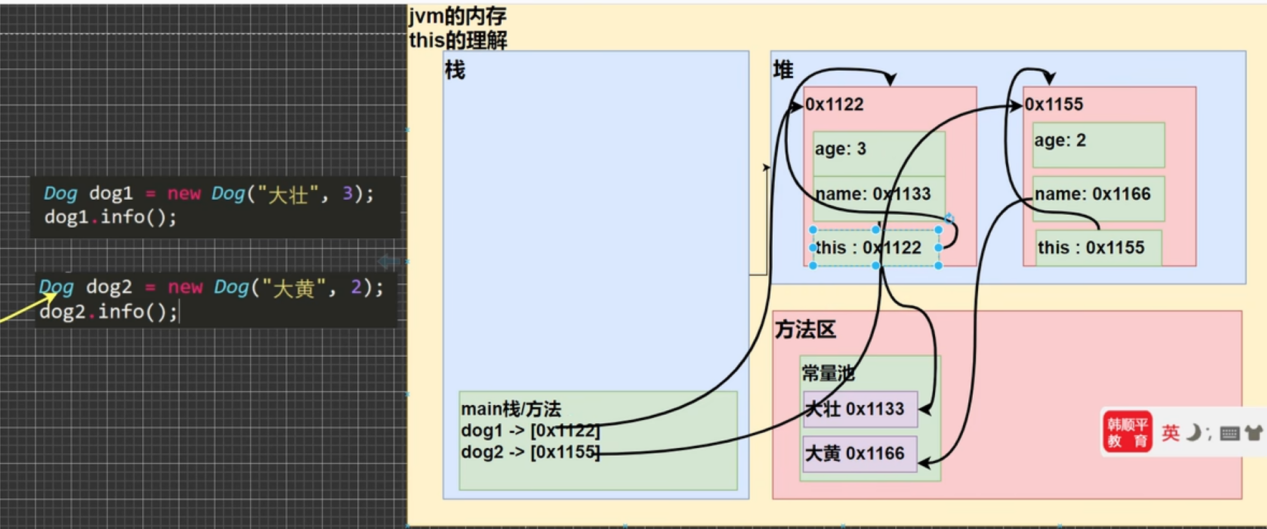 jvm的内存
this的理解
栈
堆
0x1122
age: 3
name: 0x1133
this : 0x1122
0x1155
age: 2
name: 0x1166
this : 0x1155
Dog dog1 = new Dog("大壮", 3);
dog1.info();
Dog dog2 = new Dog("大黄", 2);
dog2.info();
方法区
常量池
大壮 0x1133
大黄 0x1166
main栈/方法
dog1 -> [0x1122]
dog2 -> [0x1155]
韩顺平
教 育
英